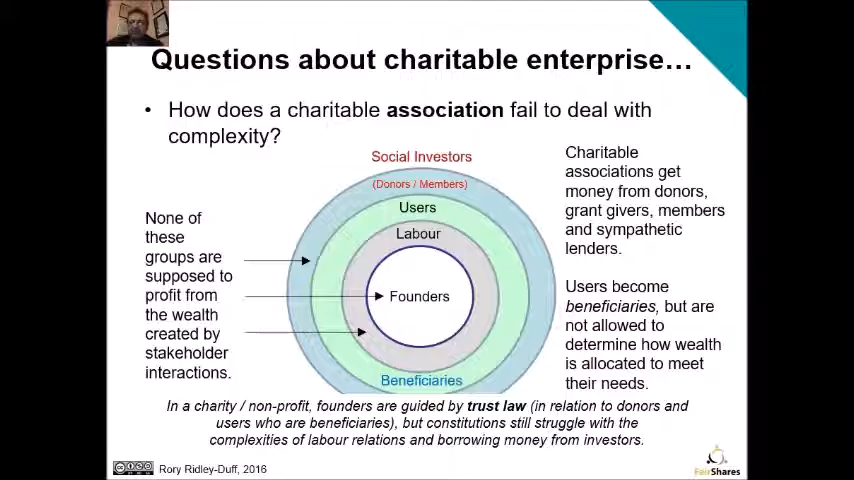 Questions about charitable enterprise…
• How does a charitable association fail to deal with
complexity?
Social Investors
(Donors / Members)
Users
Labour
Founders
Beneficiaries
None of
these
groups are
supposed to
profit from
the wealth
created by
stakeholder
interactions.
Charitable
associations get
money from donors,
grant givers, members
and sympathetic
lenders.
Users become
beneficiaries, but are
not allowed to
determine how wealth
is allocated to meet
their needs.
In a charity / non-profit, founders are guided by trust law (in relation to donors and
users who are beneficiaries), but constitutions still struggle with the
complexities of labour relations and borrowing money from investors.
Rory Ridley-Duff, 2016
FairShares